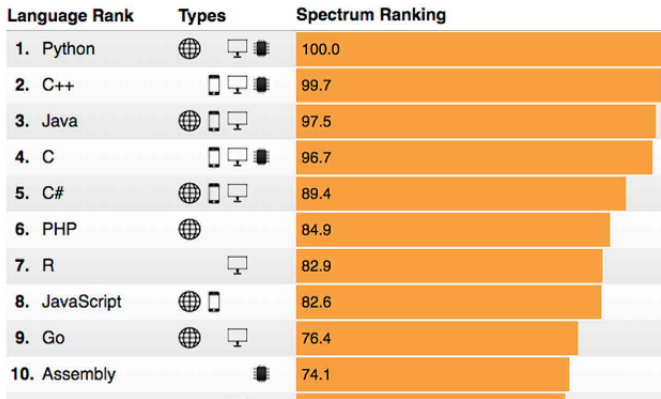 Language Rank Types Spectrum Ranking
1. Python 100.0
2. C++ 99.7
3. Java 97.5
4. C 96.7
5. C# 89.4
6. PHP 84.9
7. R 82.9
8. JavaScript 82.6
9. Go 76.4
10. Assembly 74.1